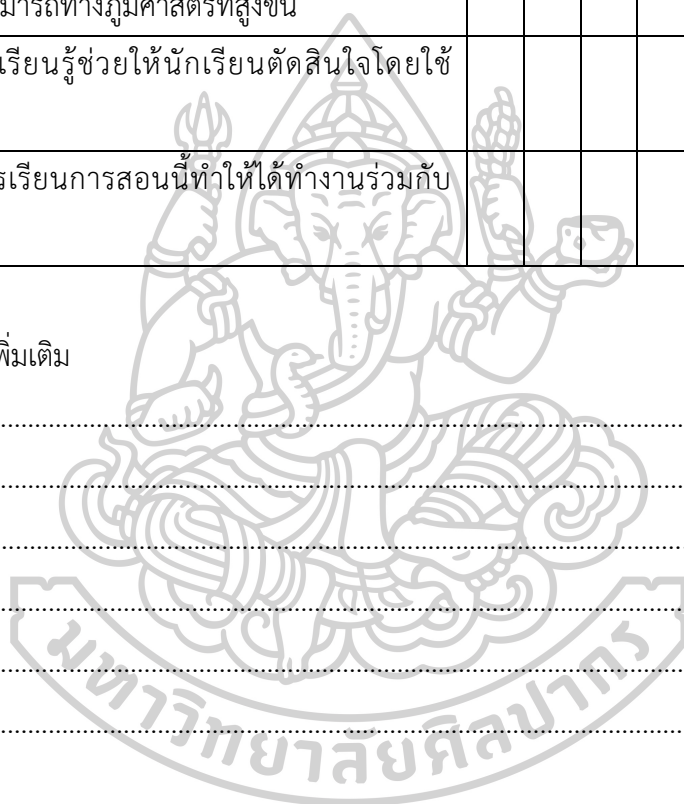 มารถทางภูมิศาสตร์ที่สูงขึ้น
เรียนรู้ช่วยให้นักเรียนตัดสินใจโดยใช้
รเรียนการสอนนี้ทำให้ได้ทำงานร่วมกับ
พิ่มเติม
มหาวิทยาลัยศิลปากร